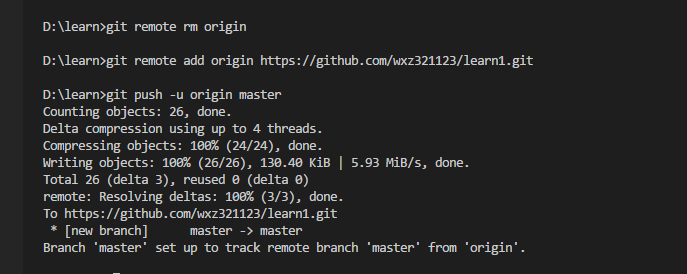 D:\learn>git remote rm origin
D:\learn>git remote add origin https://github.com/wxz321123/learn1.git
D:\learn>git push -u origin master
Counting objects: 26, done.
Delta compression using up to 4 threads.
Compressing objects: 100% (24/24), done.
Writing objects: 100% (26/26), 130.40 KiB | 5.93 MiB/s, done.
Total 26 (delta 3), reused 0 (delta 0)
remote: Resolving deltas: 100% (3/3), done.
To https://github.com/wxz321123/learn1.git
 * [new branch]      master -> master
Branch 'master' set up to track remote branch 'master' from 'origin'.